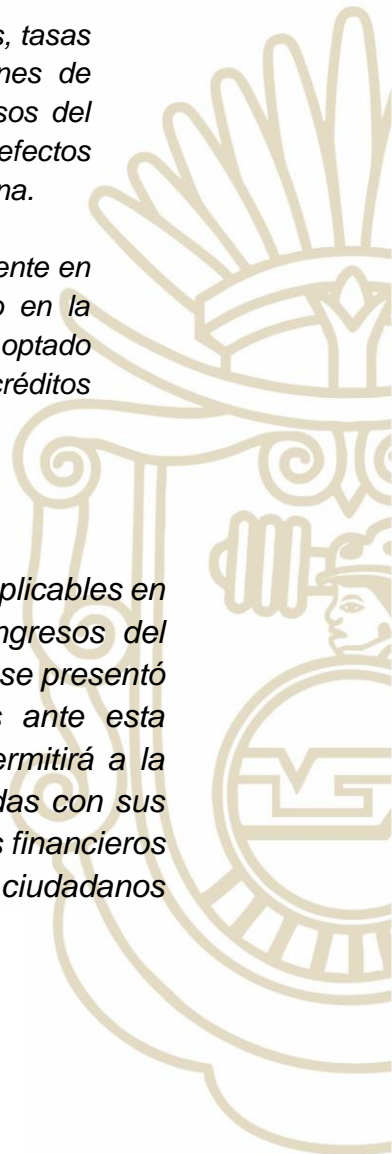 s, tasas
nes de
sos del
efectos
na.
ente en
o en la
optado
créditos
plicables en
ngresos del
se presentó
s ante esta
ermitirá a la
das con sus
s financieros
ciudadanos